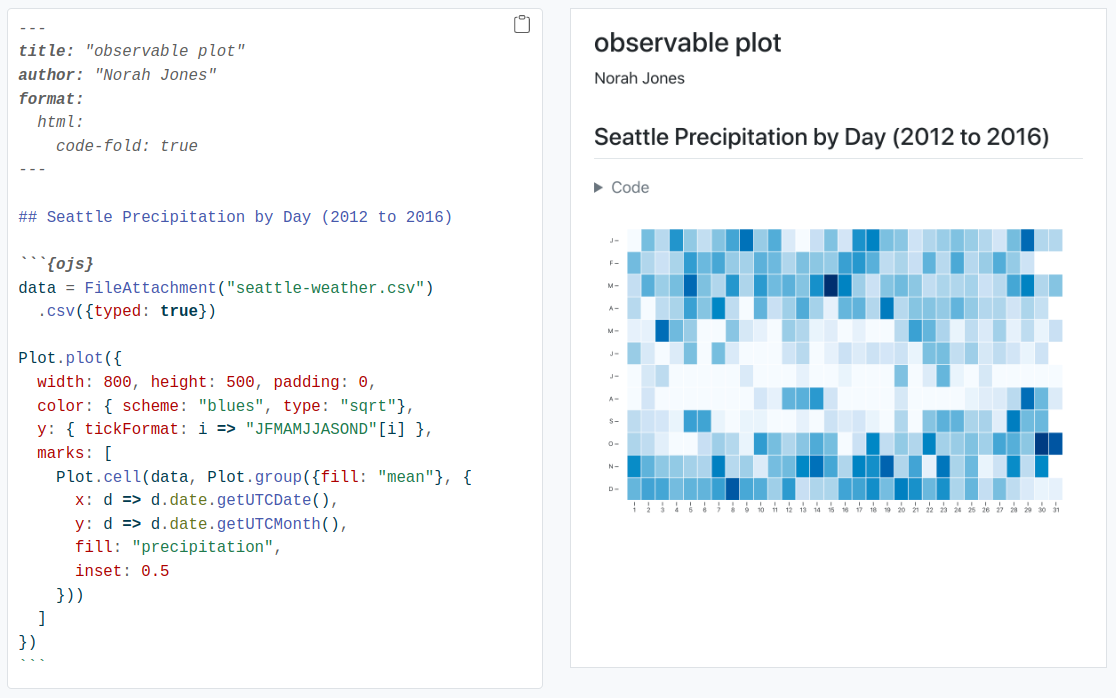 ---
title: "observable plot"
author: "Norah Jones"
format:
  html:
    code-fold: true
---

## Seattle Precipitation by Day (2012 to 2016)

```{ojs}
data = FileAttachment("seattle-weather.csv")
  .csv({typed: true})

Plot.plot({
  width: 800, height: 500, padding: 0,
  color: { scheme: "blues", type: "sqrt"},
  y: { tickFormat: i => "JFMAMJJASOND"[i] },
  marks: [
    Plot.cell(data, Plot.group({fill: "mean"}, {
      x: d => d.date.getUTCDate(),
      y: d => d.date.getUTCMonth(),
      fill: "precipitation",
      inset: 0.5
    }))
  ]
})
```
observable plot
Norah Jones
Seattle Precipitation by Day (2012 to 2016)
Code
J
F
M
A
M
J
J
A
S
O
N
D
1 2 3 4 5 6 7 8 9 10 11 12 13 14 15 16 17 18 19 20 21 22 23 24 25 26 27 28 29 30 31